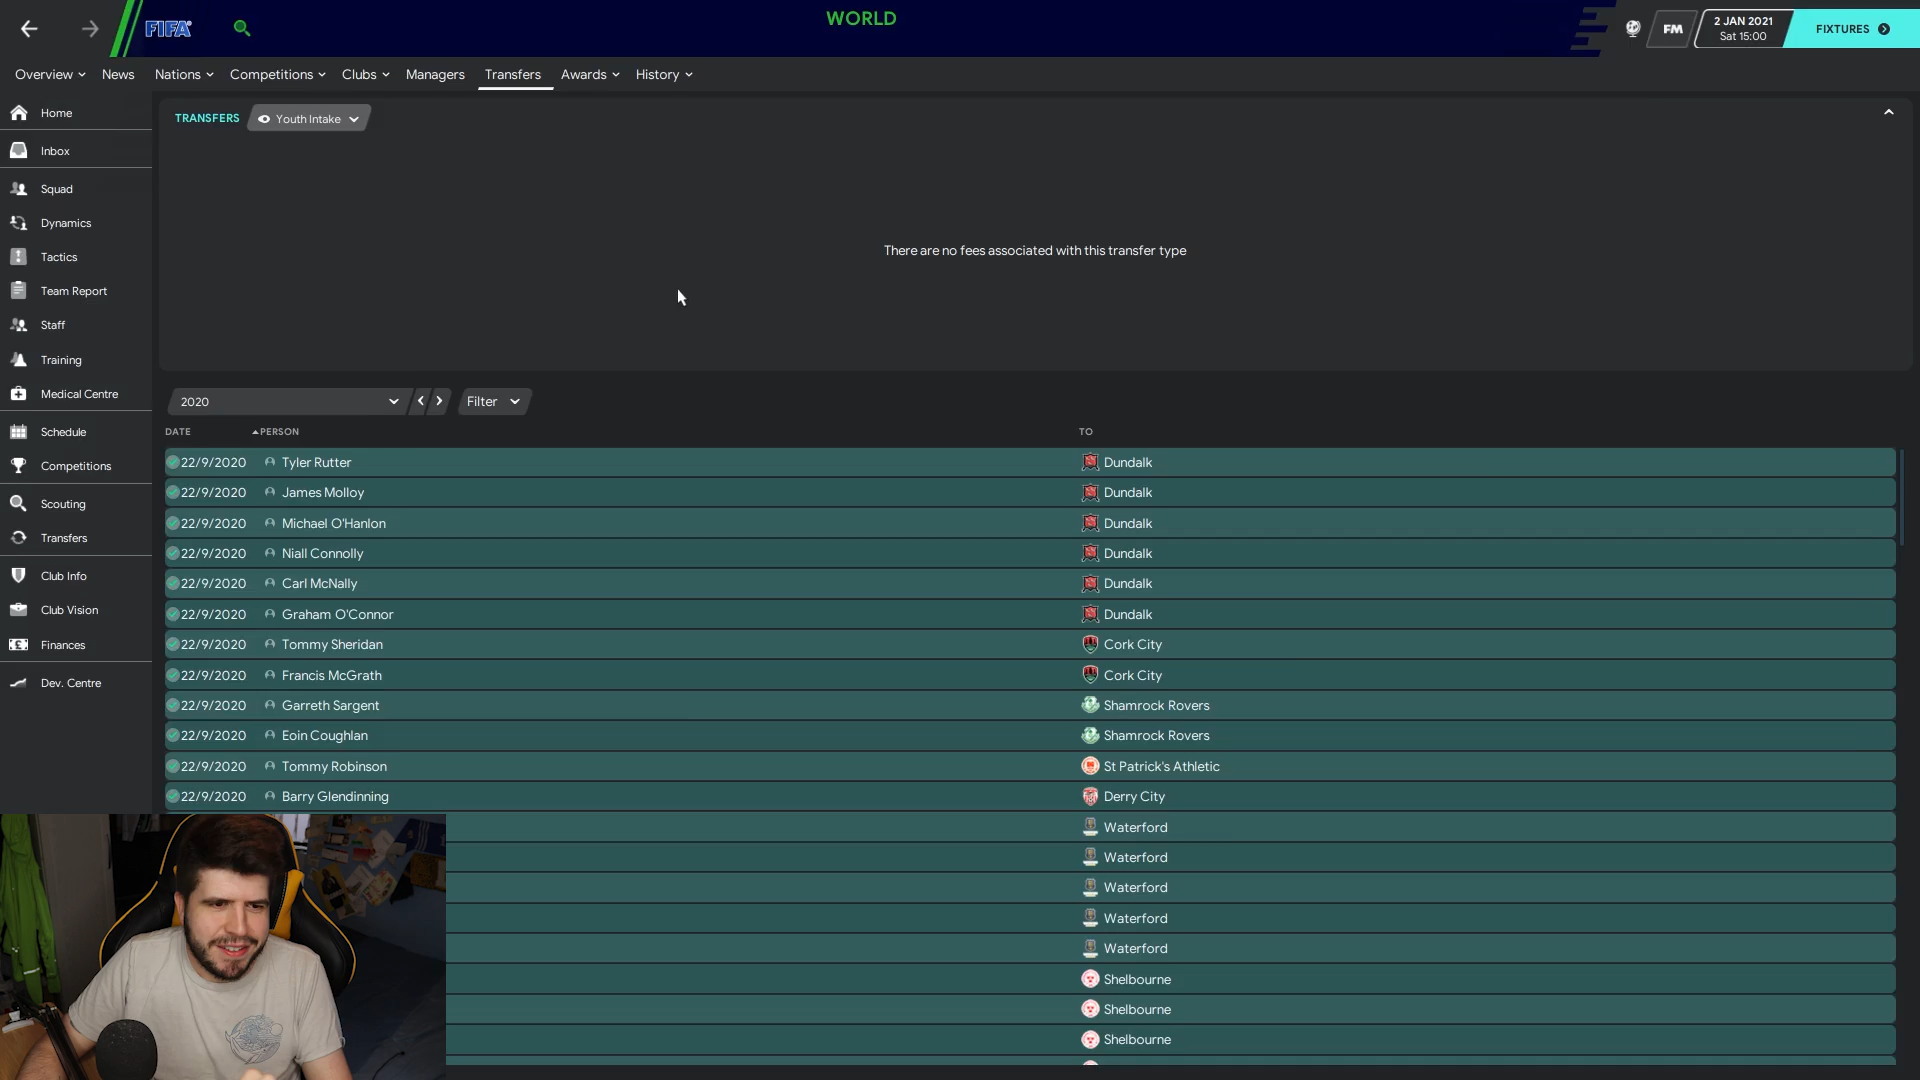 WORLD
FIFA
FM
2 JAN 2021
Sat 15:00
FIXTURES
Overview
News
Nations
Competitions
Clubs
Managers
Transfers
Awards
History
Home
Inbox
Squad
Dynamics
Tactics
Team Report
Staff
Training
Medical Centre
Schedule
Competitions
Scouting
Transfers
Club Info
Club Vision
Finances
Dev. Centre
TRANSFERS
Youth Intake
There are no fees associated with this transfer type
2020
Filter
DATE PERSON TO
22/9/2020 Tyler Rutter Dundalk
22/9/2020 James Molloy Dundalk
22/9/2020 Michael O'Hanlon Dundalk
22/9/2020 Niall Connolly Dundalk
22/9/2020 Carl McNally Dundalk
22/9/2020 Graham O'Connor Dundalk
22/9/2020 Tommy Sheridan Cork City
22/9/2020 Francis McGrath Cork City
22/9/2020 Garreth Sargent Shamrock Rovers
22/9/2020 Eoin Coughlan Shamrock Rovers
22/9/2020 Tommy Robinson St Patrick's Athletic
22/9/2020 Barry Glendinning Derry City
Waterford
Waterford
Waterford
Waterford
Waterford
Shelbourne
Shelbourne
Shelbourne